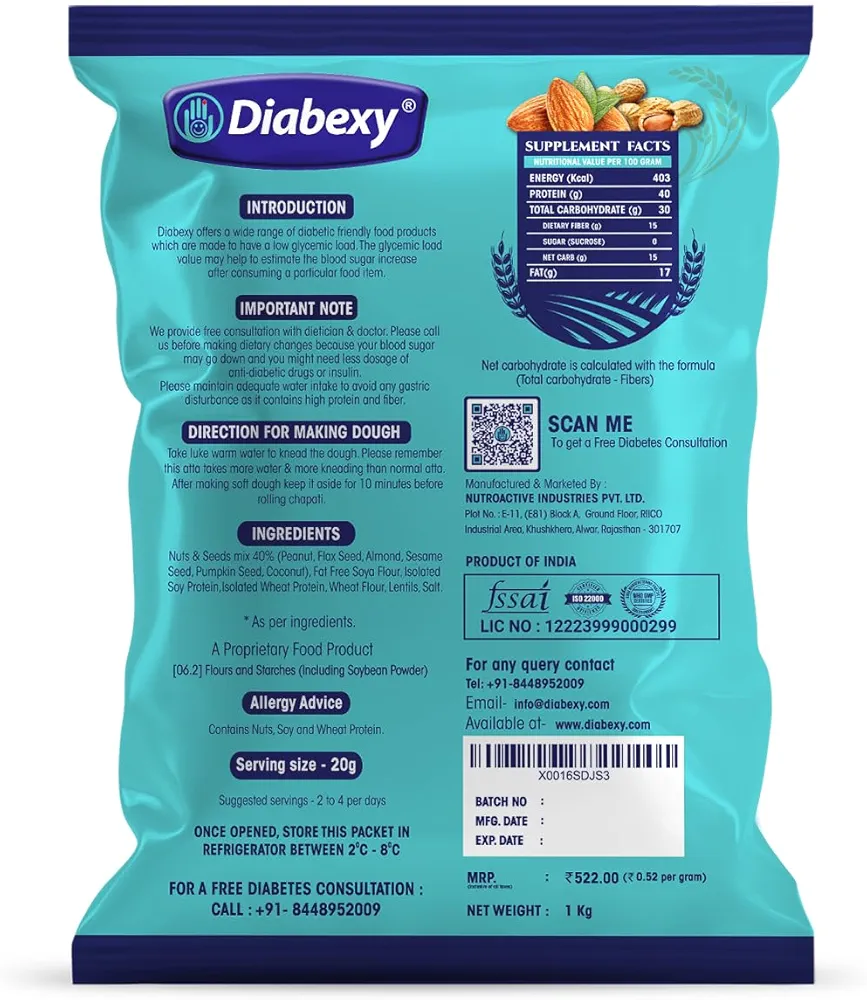 Diabexy®
INTRODUCTION
Diabexy offers a wide range of diabetic friendly food products
which are made to have a low glycemic load. The glycemic load
value may help to estimate the blood sugar increase
after consuming a particular food item.
IMPORTANT NOTE
We provide free consultation with dietician & doctor. Please call
us before making dietary changes because your blood sugar
may go down and you might need less dosage of
anti-diabetic drugs or insulin.
Please maintain adequate water intake to avoid any gastric
disturbance as it contains high protein and fiber.
DIRECTION FOR MAKING DOUGH
Take luke warm water to knead the dough. Please remember
this atta takes more water & more kneading than normal atta.
After making soft dough keep it aside for 10 minutes before
rolling chapati.
INGREDIENTS
Nuts & Seeds mix 40% (Peanut, Flax Seed, Almond, Sesame
Seed, Pumpkin Seed, Coconut), Fat Free Soya Flour, Isolated
Soy Protein, Isolated Wheat Protein, Wheat Flour, Lentils, Salt.
* As per ingredients.
A Proprietary Food Product
[06.2] Flours and Starches (Including Soybean Powder)
Allergy Advice
Contains Nuts, Soy and Wheat Protein.
Serving size - 20g
Suggested servings - 2 to 4 per days
ONCE OPENED, STORE THIS PACKET IN
REFRIGERATOR BETWEEN 2°C - 8°C
FOR A FREE DIABETES CONSULTATION :
CALL : +91- 8448952009
SUPPLEMENT FACTS
NUTRITIONAL VALUE PER 100 GRAM
ENERGY (Kcal) 403
PROTEIN (g) 40
TOTAL CARBOHYDRATE (g) 30
DIETARY FIBER (g) 15
SUGAR (SUCROSE) 0
NET CARB (g) 15
FAT(g) 17
Net carbohydrate is calculated with the formula
(Total carbohydrate - Fibers)
SCAN ME
To get a Free Diabetes Consultation
Manufactured & Marketed By :
NUTROACTIVE INDUSTRIES PVT. LTD.
Plot No. : E-11, (E81) Block A, Ground Floor, RIICO
Industrial Area, Khushkhera, Alwar, Rajasthan - 301707
PRODUCT OF INDIA
fssai ISO 22000 WHO GMP
LIC NO : 12223999000299
For any query contact
Tel: +91-8448952009
Email- info@diabexy.com
Available at- www.diabexy.com
X0016SDJS3
BATCH NO :
MFG. DATE :
EXP. DATE :
MRP. : ₹522.00 (₹ 0.52 per gram)
(Inclusive of all taxes)
NET WEIGHT : 1 Kg